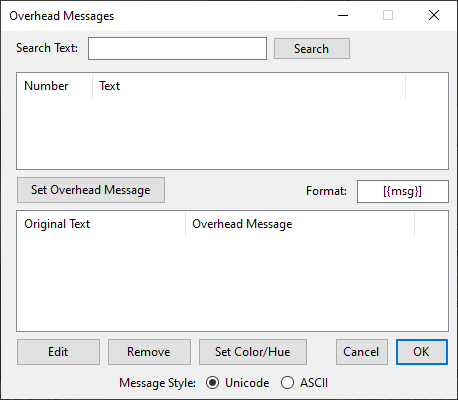 Overhead Messages
Search Text: Search
Number Text
Set Overhead Message Format: [{msg}]
Original Text Overhead Message
Edit Remove Set Color/Hue Cancel OK
Message Style: Unicode ASCII